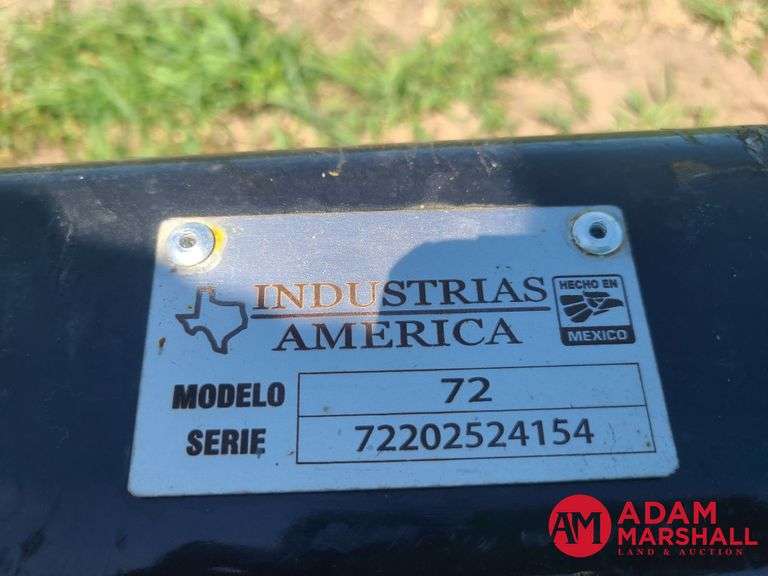 INDUSTRIAS
AMERICA
HECHO EN
MEXICO
MODELO 72
SERIE 72202524154
AM ADAM
MARSHALL
LAND & AUCTION